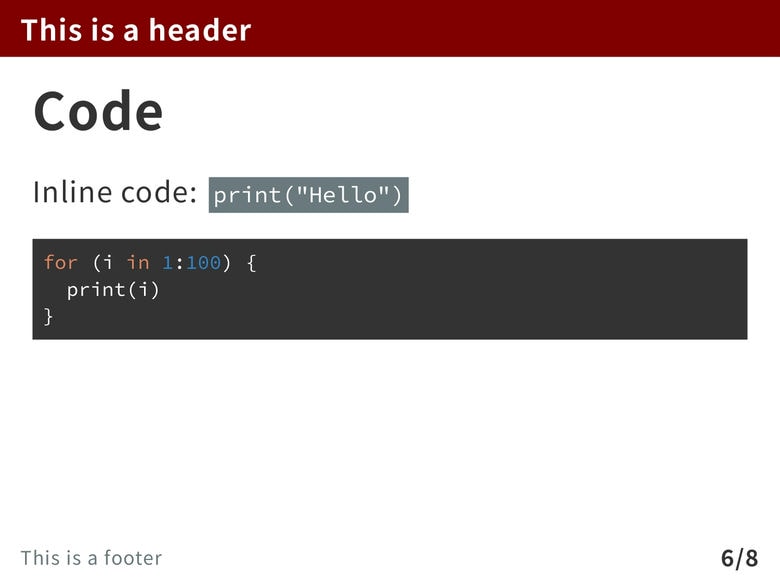 This is a header
Code
Inline code: print("Hello")
for (i in 1:100) {
  print(i)
}
This is a footer
6/8